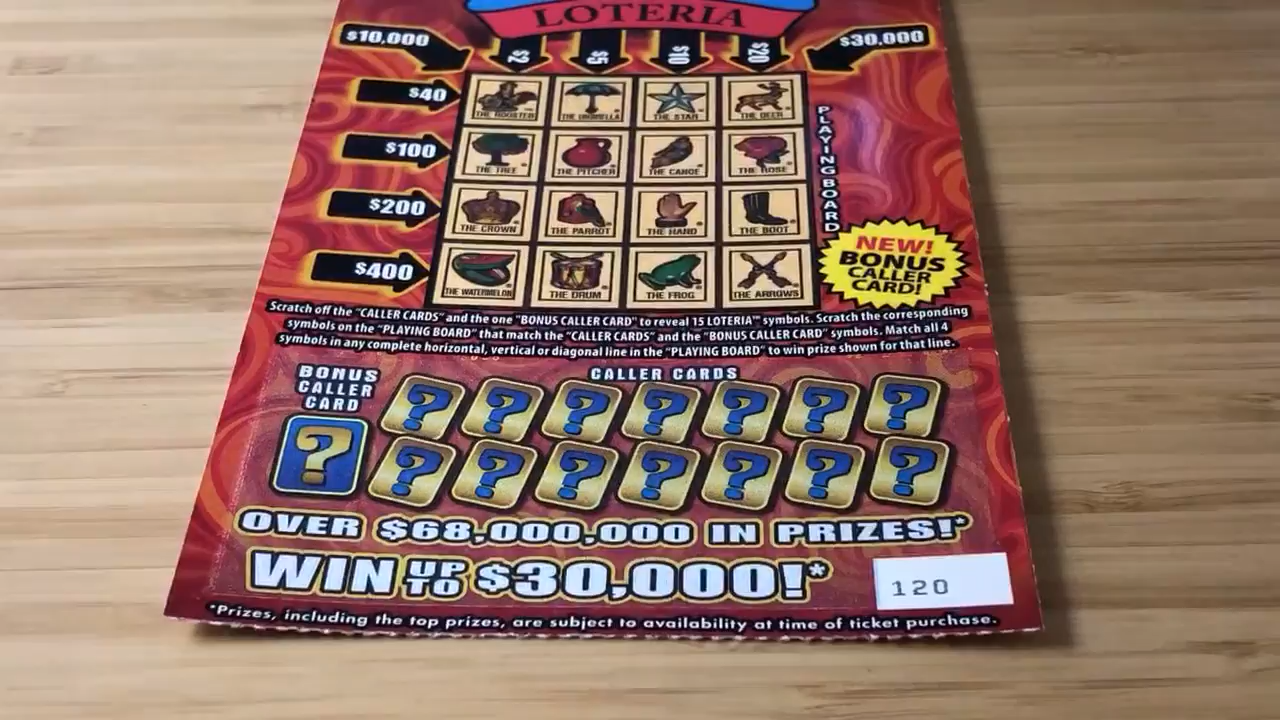 LOTERIA
$10,000 $2 $5 $10 $20 $30,000
$40 THE ROOSTER THE UMBRELLA THE STAR THE DEER
$100 THE TREE THE PITCHER THE CANOE THE ROSE
$200 THE CROWN THE PARROT THE HAND THE BOOT
$400 THE WATERMELON THE DRUM THE FROG THE ARROWS
PLAYING BOARD
NEW!
BONUS
CALLER
CARD!
Scratch off the "CALLER CARDS" and the one "BONUS CALLER CARD" to reveal 15 LOTERIA™ symbols. Scratch the corresponding
symbols on the "PLAYING BOARD" that match the "CALLER CARDS" and the "BONUS CALLER CARD" symbols. Match all 4
symbols in any complete horizontal, vertical or diagonal line in the "PLAYING BOARD" to win prize shown for that line.
BONUS
CALLER
CARD
?
CALLER CARDS
? ? ? ? ? ? ?
? ? ? ? ? ? ?
OVER $68,000,000 IN PRIZES!*
WIN UP TO $30,000!*
120
*Prizes, including the top prizes, are subject to availability at time of ticket purchase.